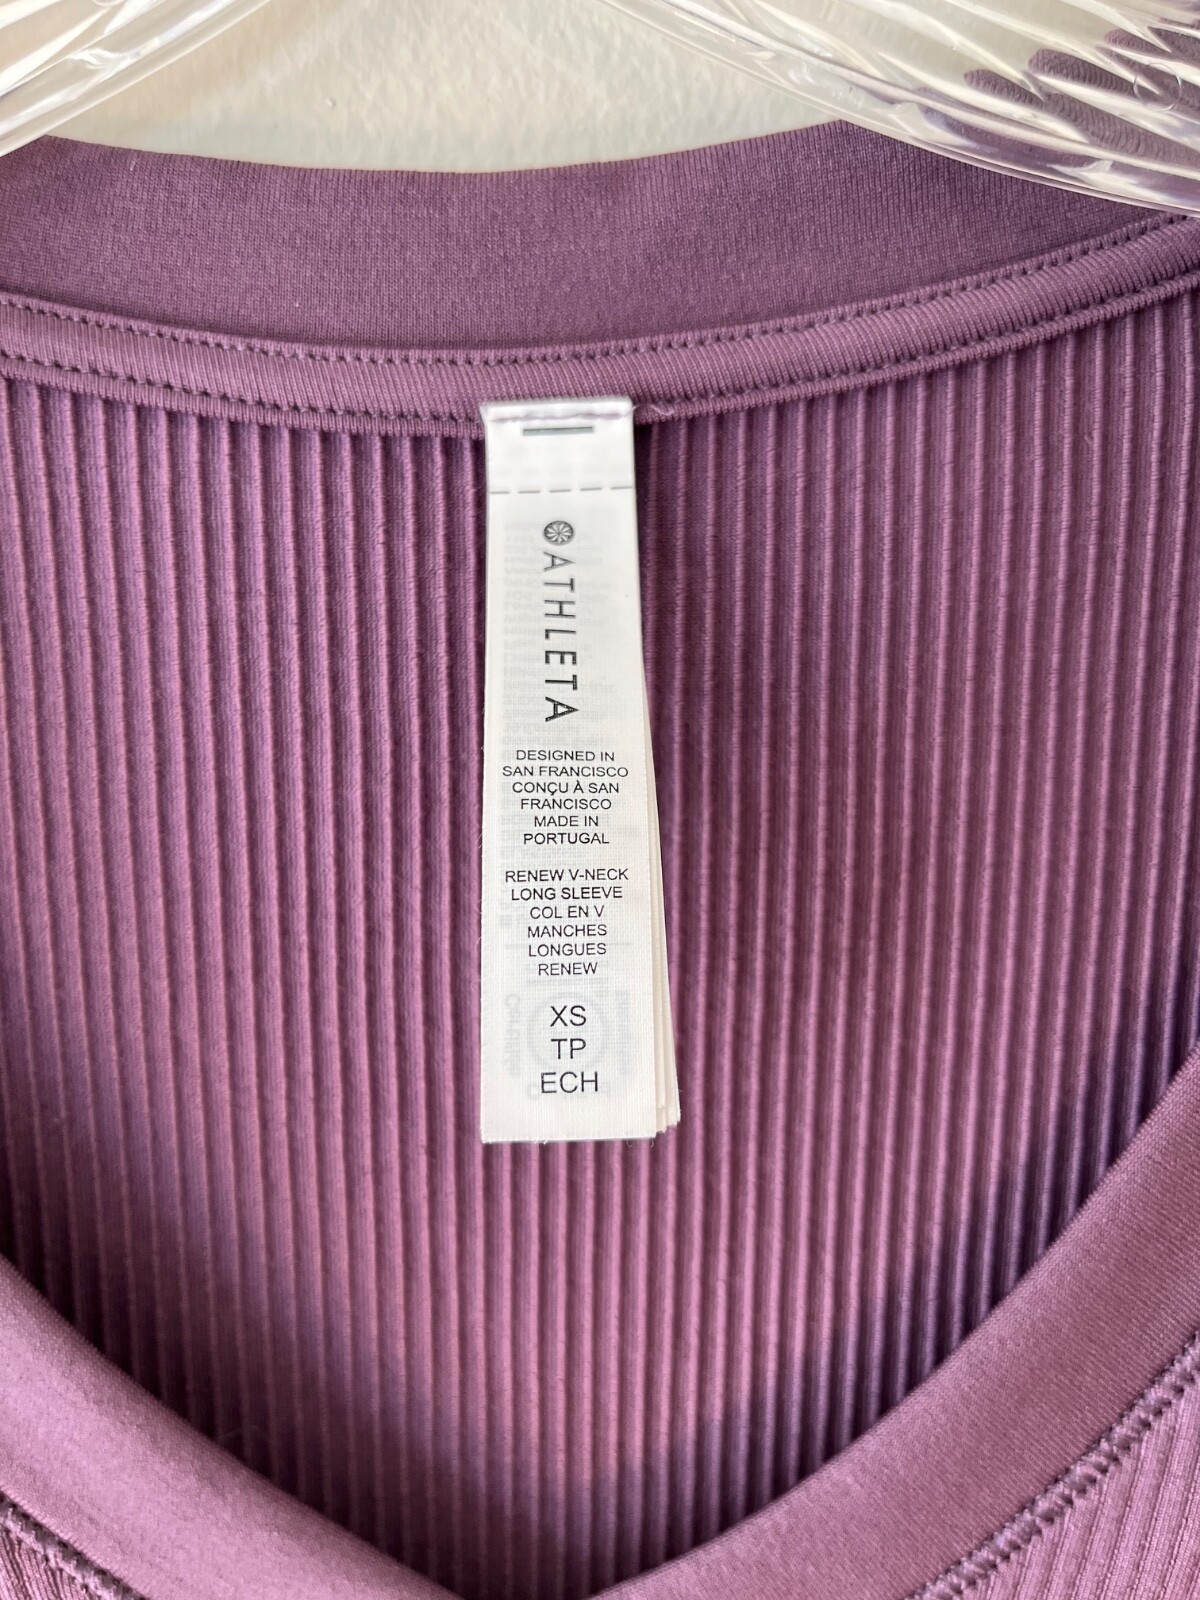 ATHLETA
DESIGNED IN
SAN FRANCISCO
CONÇU À SAN
FRANCISCO
MADE IN
PORTUGAL
RENEW V-NECK
LONG SLEEVE
COL EN V
MANCHES
LONGUES
RENEW
XS
TP
ECH